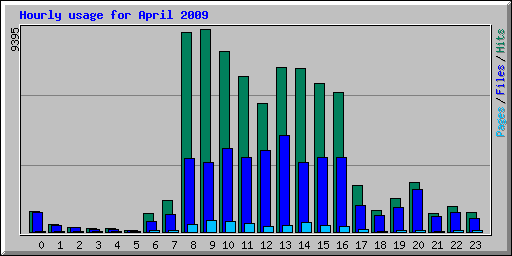 Hourly usage for April 2009
9395
Pages / Files / Hits
0 1 2 3 4 5 6 7 8 9 10 11 12 13 14 15 16 17 18 19 20 21 22 23